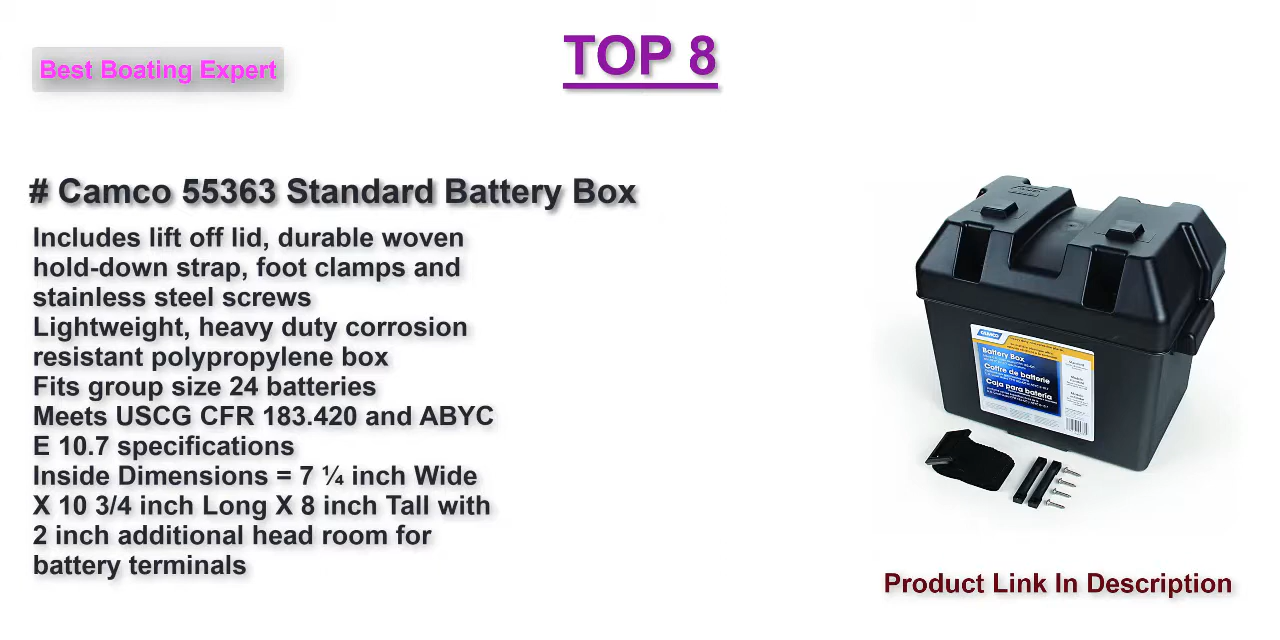 TOP 8
Best Boating Expert
# Camco 55363 Standard Battery Box
Includes lift off lid, durable woven
hold-down strap, foot clamps and
stainless steel screws
Lightweight, heavy duty corrosion
resistant polypropylene box
Fits group size 24 batteries
Meets USCG CFR 183.420 and ABYC
E 10.7 specifications
Inside Dimensions = 7 ¼ inch Wide
X 10 3/4 inch Long X 8 inch Tall with
2 inch additional head room for
battery terminals
CAMCO
Battery Box
Coffre de batterie
Caja para batería
Product Link In Description